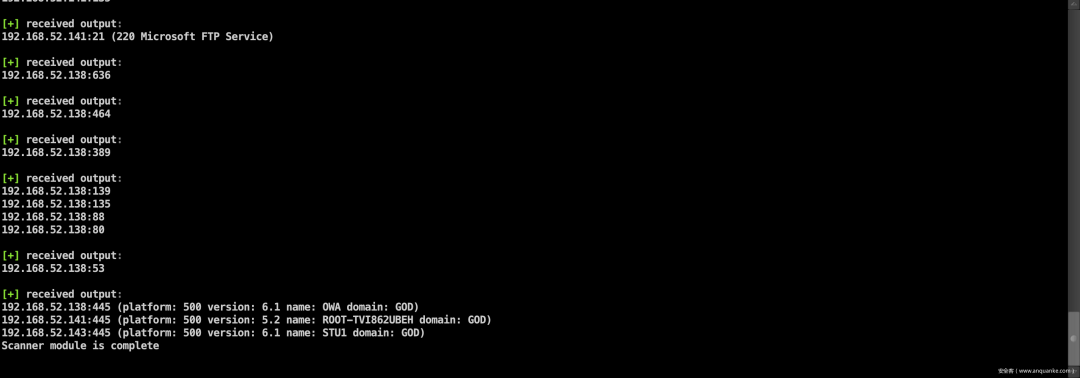 [+] received output:
192.168.52.141:21 (220 Microsoft FTP Service)
[+] received output:
192.168.52.138:636
[+] received output:
192.168.52.138:464
[+] received output:
192.168.52.138:389
[+] received output:
192.168.52.138:139
192.168.52.138:135
192.168.52.138:88
192.168.52.138:80
[+] received output:
192.168.52.138:53
[+] received output:
192.168.52.138:445 (platform: 500 version: 6.1 name: OWA domain: GOD)
192.168.52.141:445 (platform: 500 version: 5.2 name: ROOT-TVI862UBEH domain: GOD)
192.168.52.143:445 (platform: 500 version: 6.1 name: STU1 domain: GOD)
Scanner module is complete
安全客 ( www.anquanke.com )